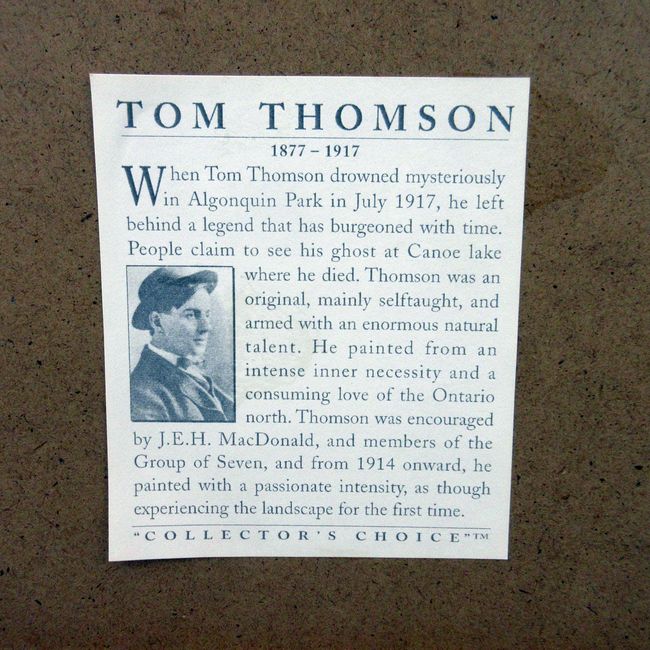 TOM THOMSON
1877 – 1917
When Tom Thomson drowned mysteriously
in Algonquin Park in July 1917, he left
behind a legend that has burgeoned with time.
People claim to see his ghost at Canoe lake
where he died. Thomson was an
original, mainly selftaught, and
armed with an enormous natural
talent. He painted from an
intense inner necessity and a
consuming love of the Ontario
north. Thomson was encouraged
by J.E.H. MacDonald, and members of the
Group of Seven, and from 1914 onward, he
painted with a passionate intensity, as though
experiencing the landscape for the first time.
"COLLECTOR'S CHOICE"™